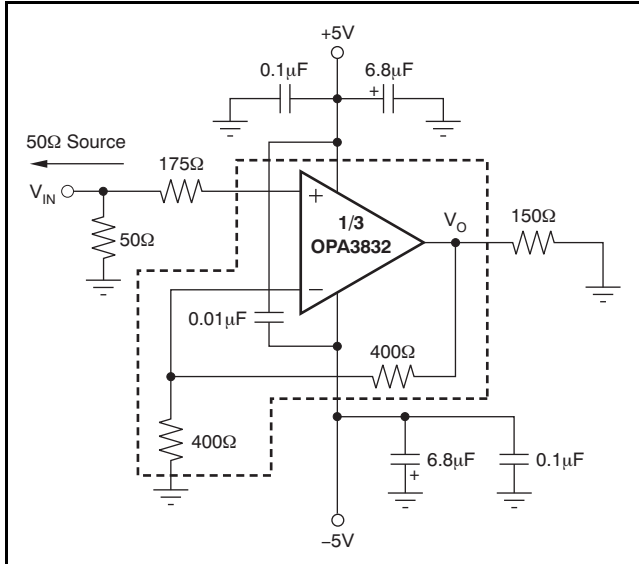 +5V
0.1μF
6.8μF
+
50Ω Source
175Ω
V_IN
50Ω
+
1/3
OPA3832
V_O
150Ω
−
0.01μF
400Ω
400Ω
6.8μF
+
0.1μF
−5V